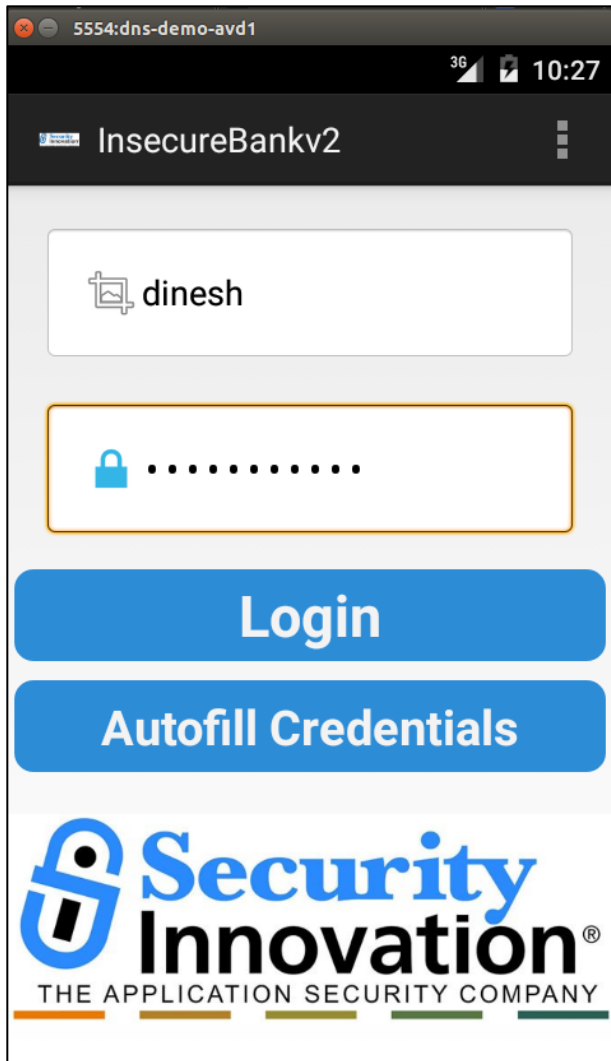 5554:dns-demo-avd1
3G 10:27
InsecureBankv2
dinesh
...........
Login
Autofill Credentials
Security
Innovation®
THE APPLICATION SECURITY COMPANY